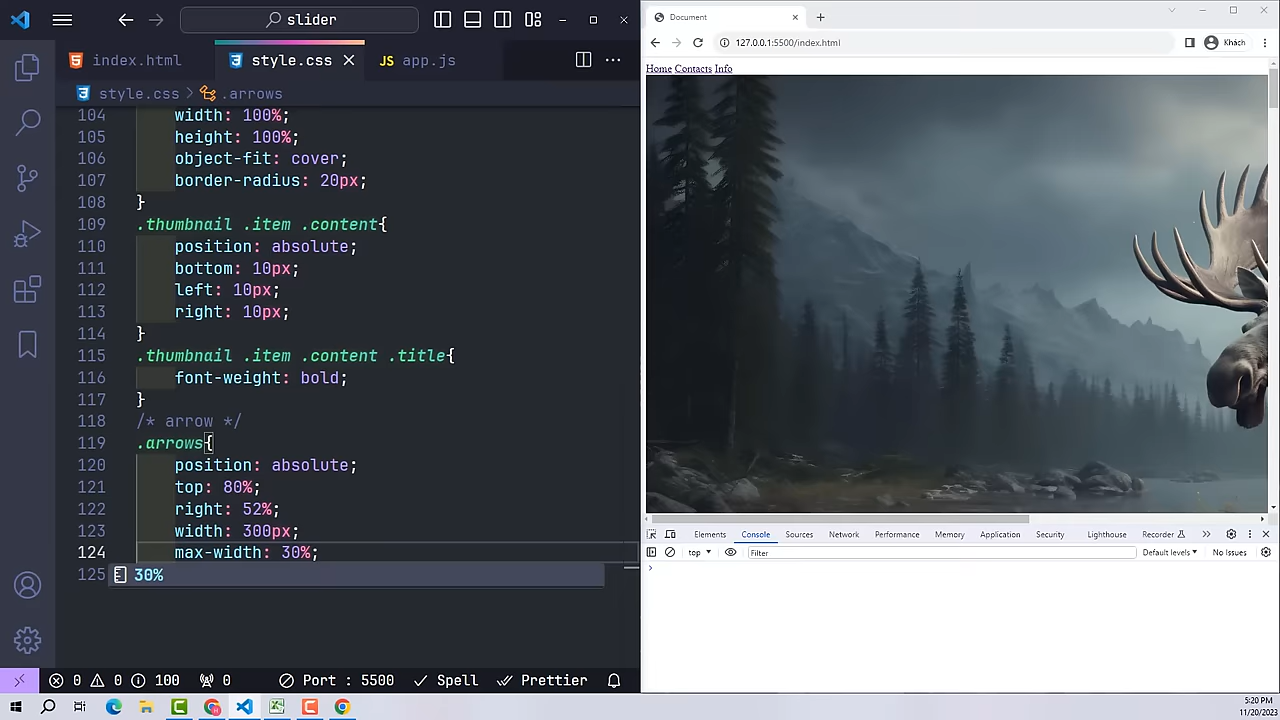 slider
index.html
style.css
JS app.js
style.css > .arrows
104 width: 100%;
105 height: 100%;
106 object-fit: cover;
107 border-radius: 20px;
108 }
109 .thumbnail .item .content{
110 position: absolute;
111 bottom: 10px;
112 left: 10px;
113 right: 10px;
114 }
115 .thumbnail .item .content .title{
116 font-weight: bold;
117 }
118 /* arrow */
119 .arrows{
120 position: absolute;
121 top: 80%;
122 right: 52%;
123 width: 300px;
124 max-width: 30%;
125 30%
0 0 100 0 Port : 5500 Spell Prettier
Document
127.0.0.1:5500/index.html
Khách
Home Contacts Info
Elements Console Sources Network Performance Memory Application Security Lighthouse Recorder
top Filter Default levels No Issues
5:20 PM
11/20/2023